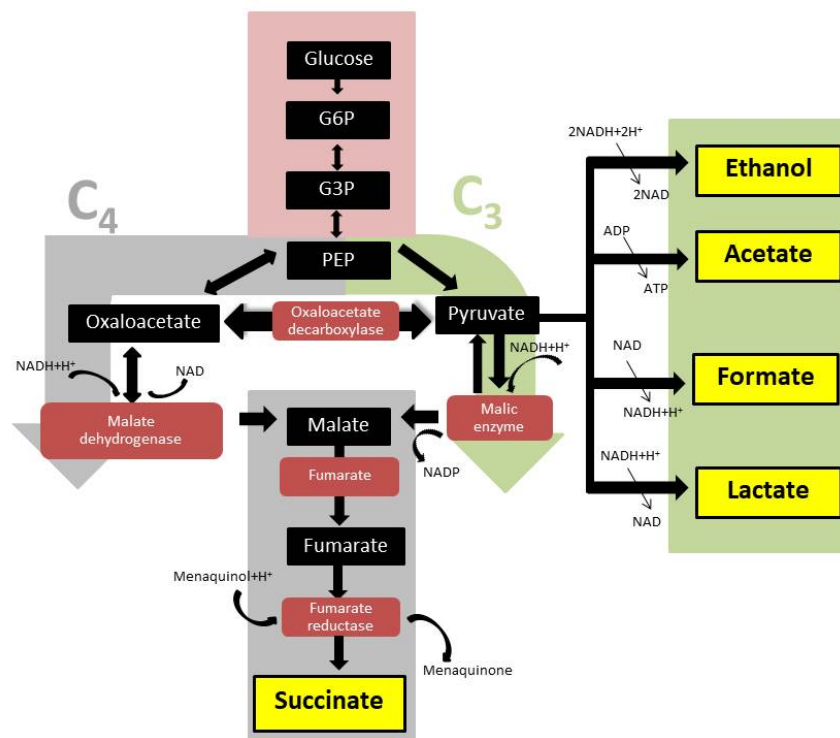 Glucose
G6P
G3P
PEP
C4
C3
Oxaloacetate
Oxaloacetate
decarboxylase
Pyruvate
NADH+H⁺
NAD
Malate
dehydrogenase
NADH+H⁺
Malic
enzyme
NADP
Malate
Fumarate
Fumarate
Menaquinol+H⁺
Fumarate
reductase
Menaquinone
Succinate
2NADH+2H⁺
2NAD
Ethanol
ADP
ATP
Acetate
NAD
NADH+H⁺
Formate
NADH+H⁺
NAD
Lactate